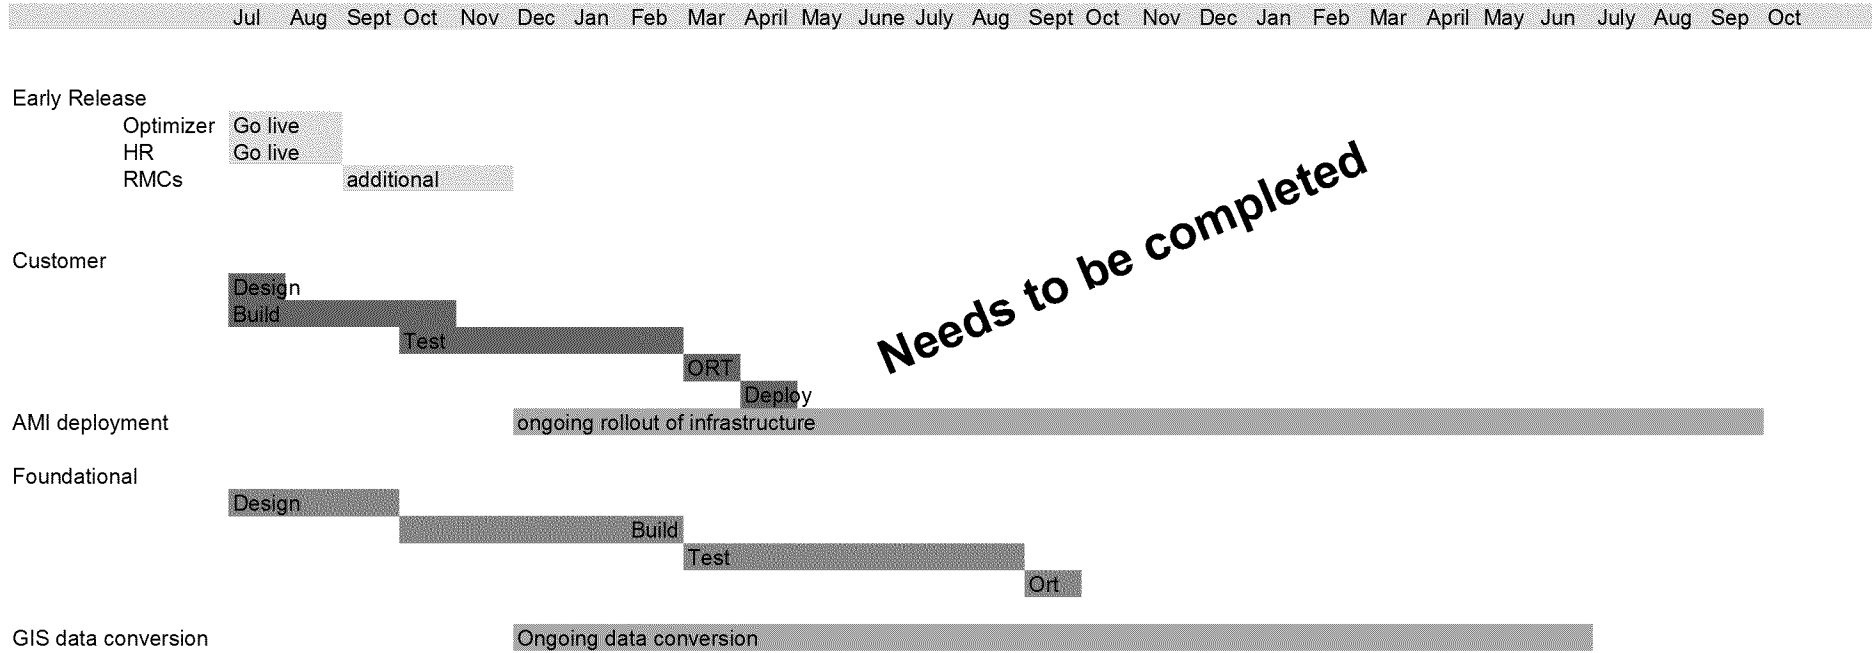 Jul Aug Sept Oct Nov Dec Jan Feb Mar April May June July Aug Sept Oct Nov Dec Jan Feb Mar April May Jun July Aug Sep Oct
Early Release
Optimizer Go live
HR Go live
RMCs additional
Needs to be completed
Customer
Design
Build
Test
ORT
Deploy
AMI deployment ongoing rollout of infrastructure
Foundational
Design
Build
Test
Ort
GIS data conversion Ongoing data conversion